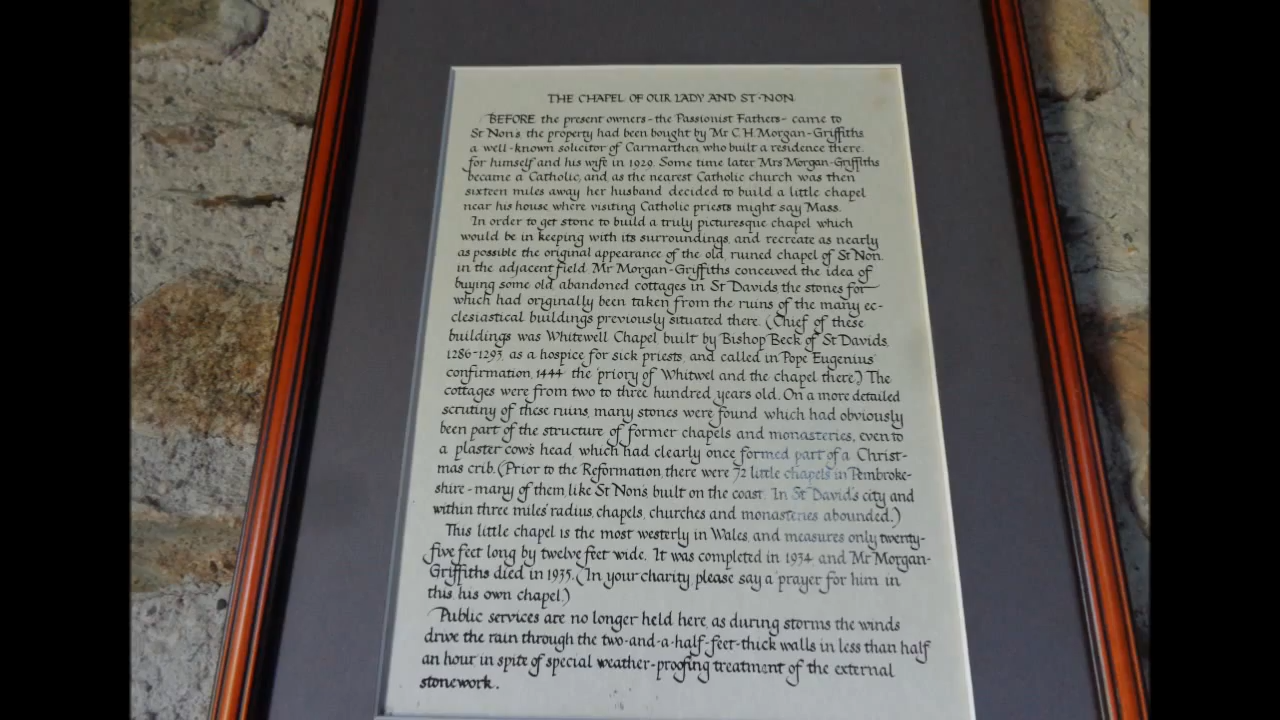 THE CHAPEL OF OUR LADY AND ST·NON
BEFORE the present owners-the Passionist Fathers- came to
St Non's, the property had been bought by Mr C.H. Morgan-Griffiths
a well-known solicitor of Carmarthen who built a residence there
for himself and his wife in 1929. Some time later Mrs Morgan-Griffiths
became a Catholic, and as the nearest Catholic church was then
sixteen miles away her husband decided to build a little chapel
near his house where visiting Catholic priests might say Mass.
In order to get stone to build a truly picturesque chapel which
would be in keeping with its surroundings, and recreate as nearly
as possible the original appearance of the old, ruined chapel of St Non,
in the adjacent field, Mr Morgan-Griffiths conceived the idea of
buying some old abandoned cottages in St Davids the stones for
which had originally been taken from the ruins of the many ec-
clesiastical buildings previously situated there. (Chief of these
buildings was Whitewell Chapel built by Bishop Beck of St Davids,
1286-1293, as a hospice for sick priests, and called in Pope Eugenius'
confirmation, 1444 the 'priory of Whitwel and the chapel there'.) The
cottages were from two to three hundred years old. On a more detailed
scrutiny of these ruins, many stones were found which had obviously
been part of the structure of former chapels and monasteries, even to
a plaster cow's head which had clearly once formed part of a Christ-
mas crib. (Prior to the Reformation, there were 72 little chapels in Pembroke-
shire - many of them, like St Non's, built on the coast. In St David's city and
within three miles' radius, chapels, churches and monasteries abounded.)
This little chapel is the most westerly in Wales, and measures only twenty-
five feet long by twelve feet wide. It was completed in 1934, and Mr Morgan-
Griffiths died in 1935. (In your charity, please say a prayer for him in
this, his own chapel.)
Public services are no longer held here, as during storms the winds
drive the rain through the two-and-a-half-feet-thick walls in less than half
an hour in spite of special weather-proofing treatment of the external
stonework.